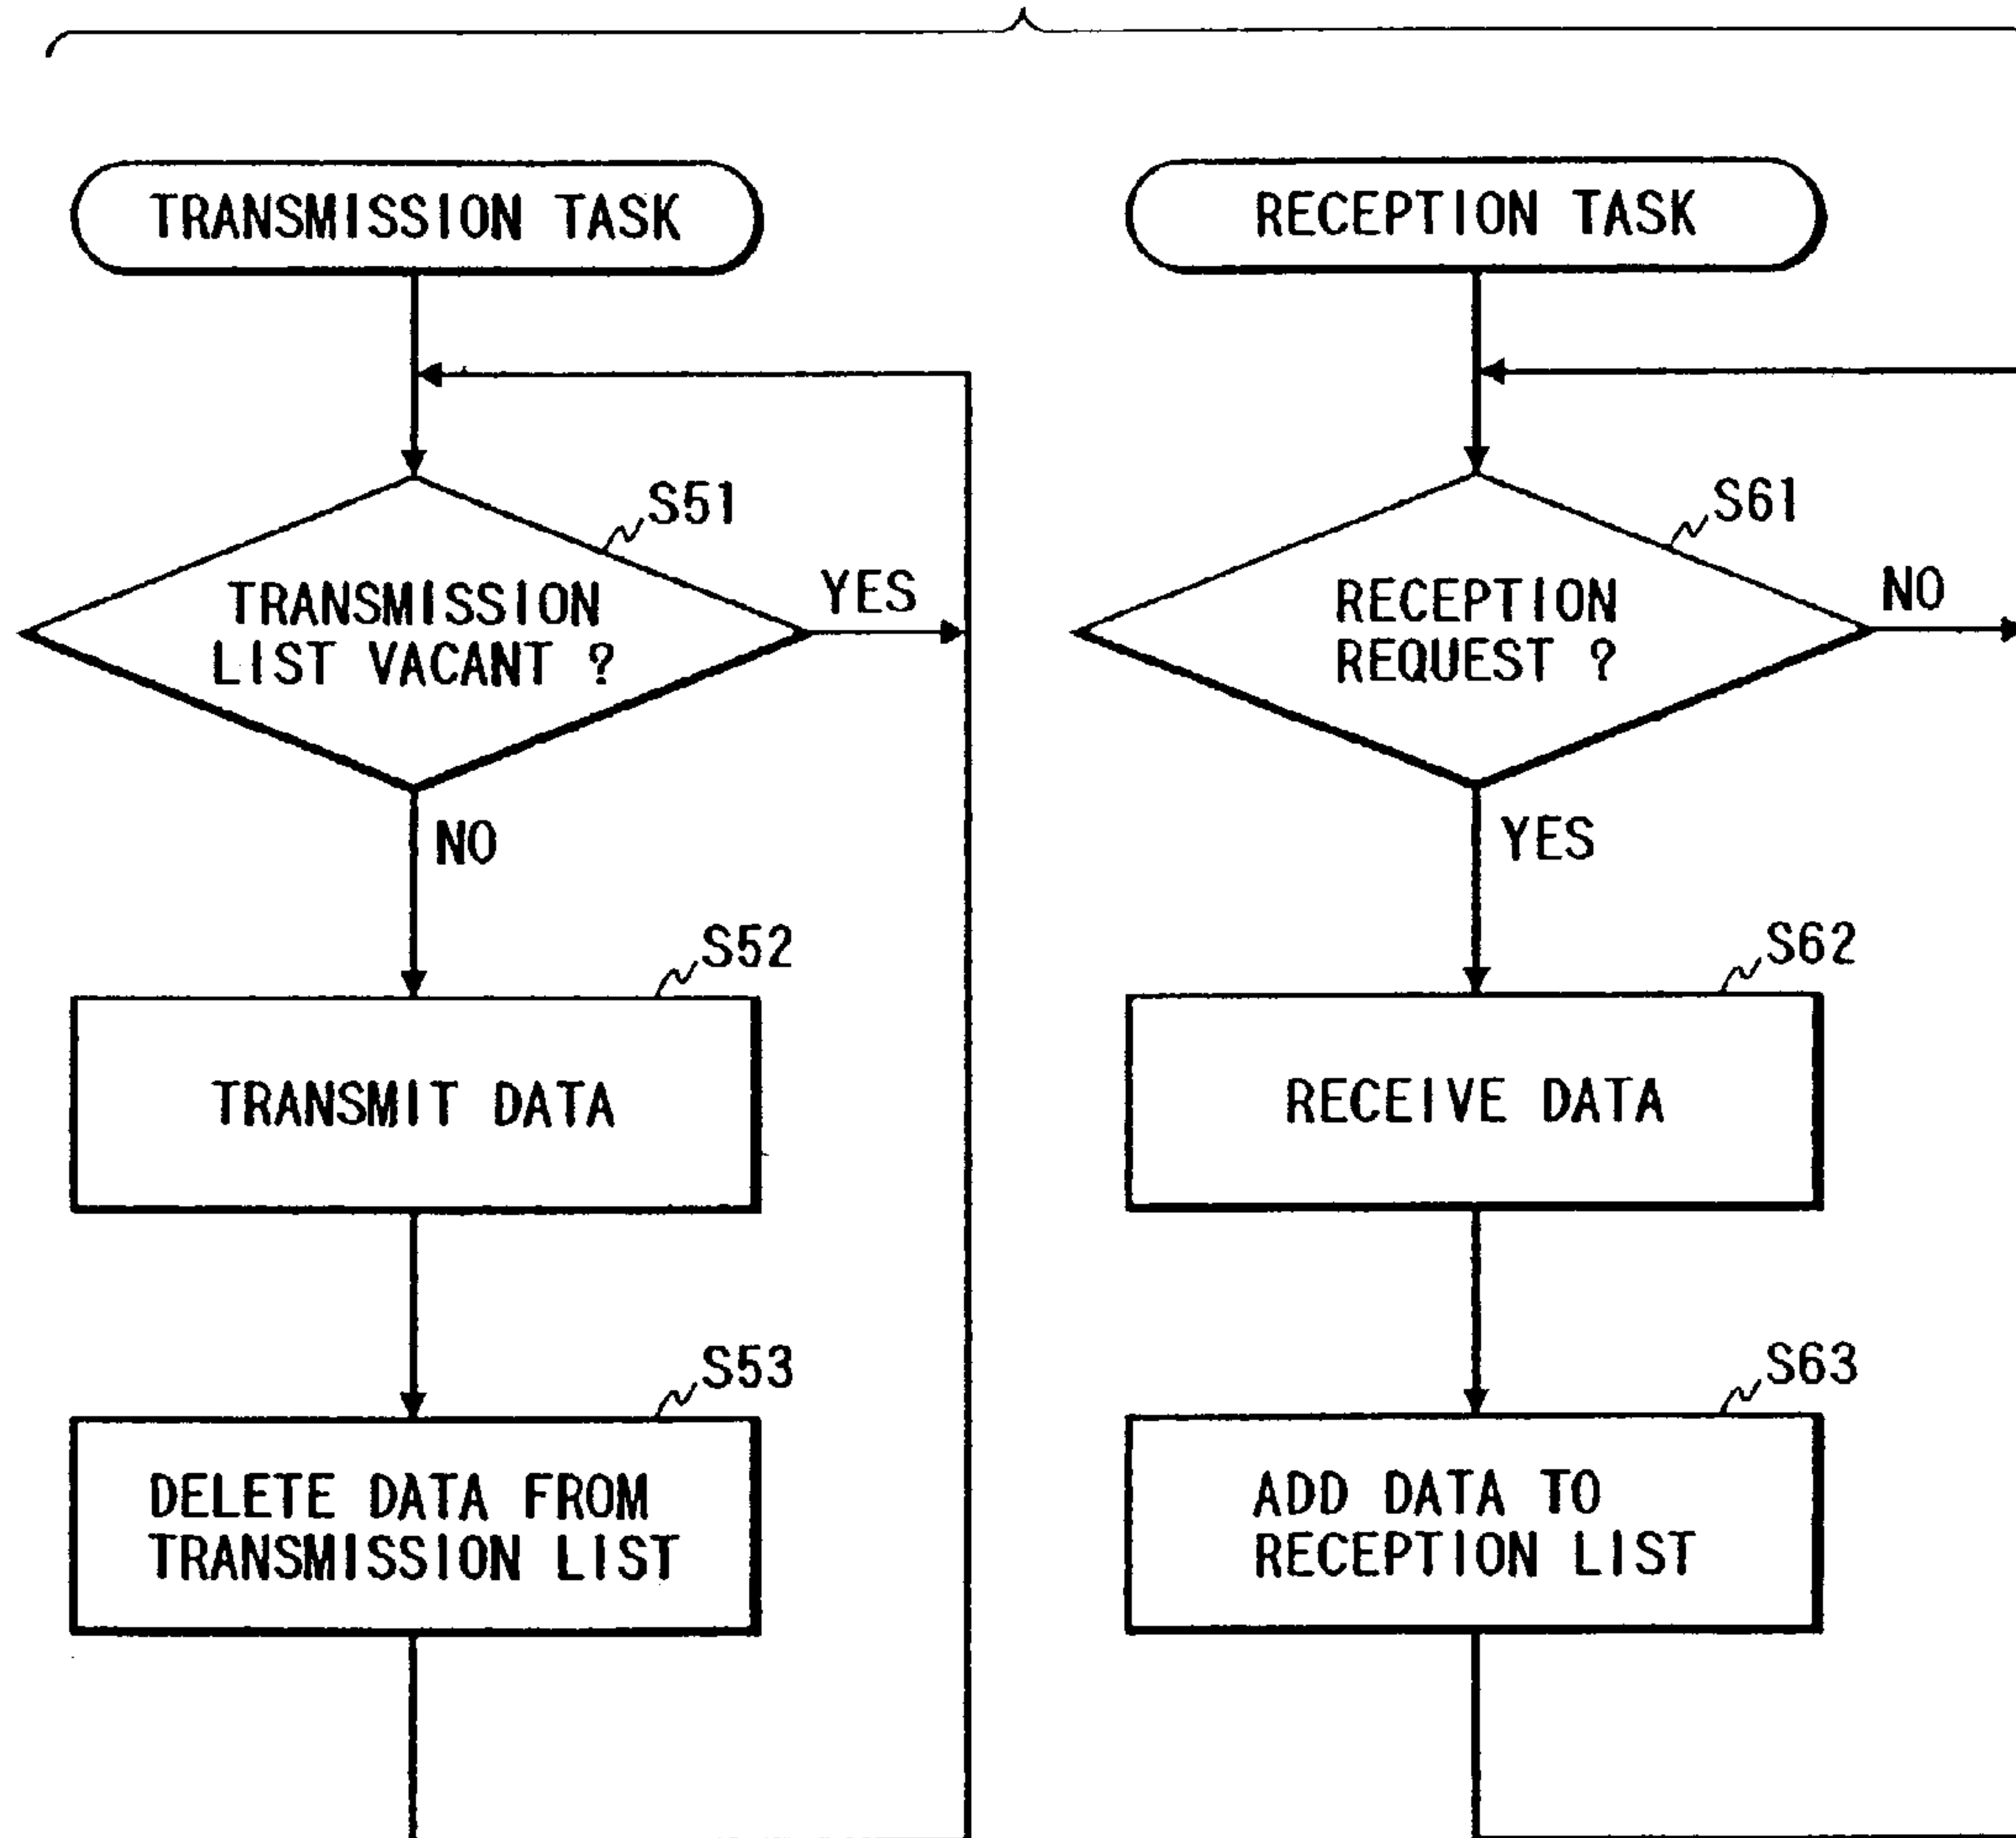 TRANSMISSION TASK
S51
TRANSMISSION
LIST VACANT ?
YES
NO
S52
TRANSMIT DATA
S53
DELETE DATA FROM
TRANSMISSION LIST
RECEPTION TASK
S61
RECEPTION
REQUEST ?
NO
YES
S62
RECEIVE DATA
S63
ADD DATA TO
RECEPTION LIST